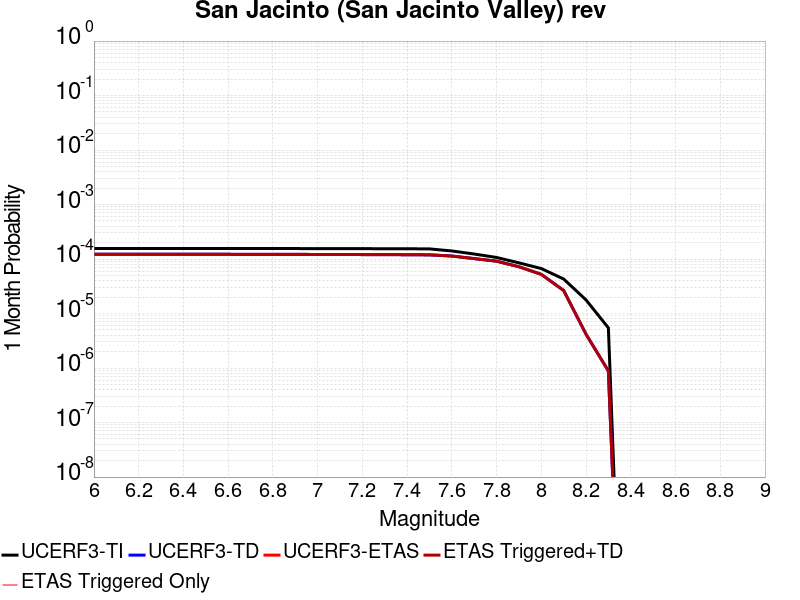 San Jacinto (San Jacinto Valley) rev
10 0
10 -1
10 -2
10 -3
10 -4
10 -5
10 -6
10 -7
10 -8
1 Month Probability
6 6.2 6.4 6.6 6.8 7 7.2 7.4 7.6 7.8 8 8.2 8.4 8.6 8.8 9
Magnitude
UCERF3-TI UCERF3-TD UCERF3-ETAS ETAS Triggered+TD
ETAS Triggered Only